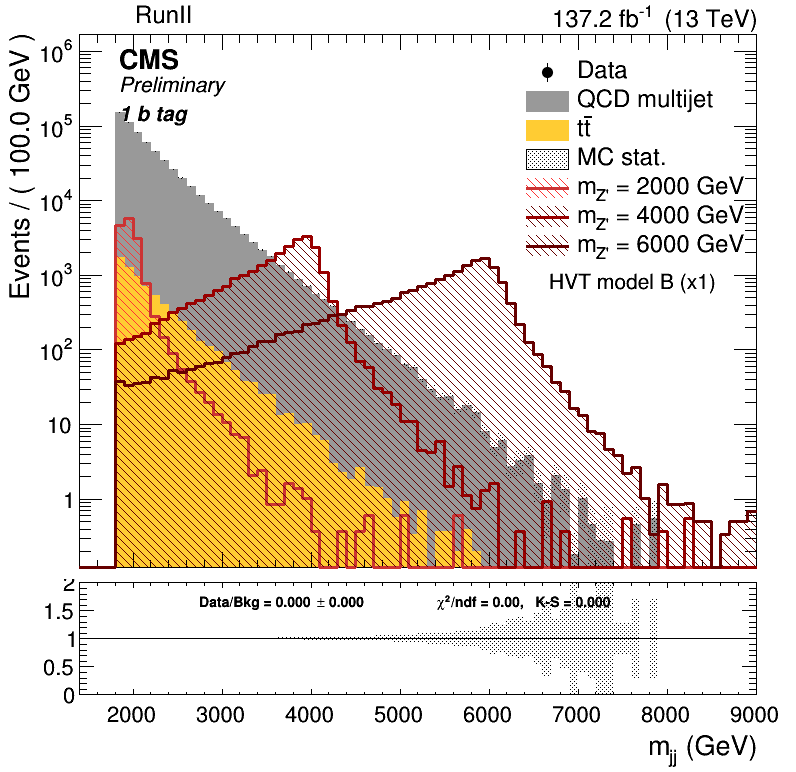 RunII 137.2 fb⁻¹ (13 TeV)
CMS
Preliminary
1 b tag
Data
QCD multijet
tt̄
MC stat.
m_Z' = 2000 GeV
m_Z' = 4000 GeV
m_Z' = 6000 GeV
HVT model B (x1)
Events / ( 100.0 GeV )
10⁶
10⁵
10⁴
10³
10²
10
1
Data/Bkg = 0.000 ± 0.000 χ²/ndf = 0.00, K-S = 0.000
2
1.5
1
0.5
0
2000 3000 4000 5000 6000 7000 8000 9000
m_jj (GeV)